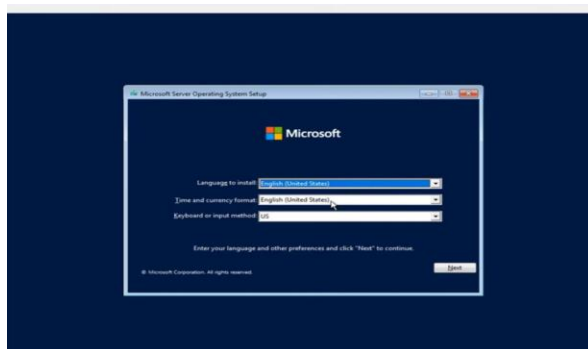 Microsoft Server Operating System Setup
Microsoft
Language to install: English (United States)
Time and currency format: English (United States)
Keyboard or input method: US
Enter your language and other preferences and click "Next" to continue.
© Microsoft Corporation. All rights reserved.
Next